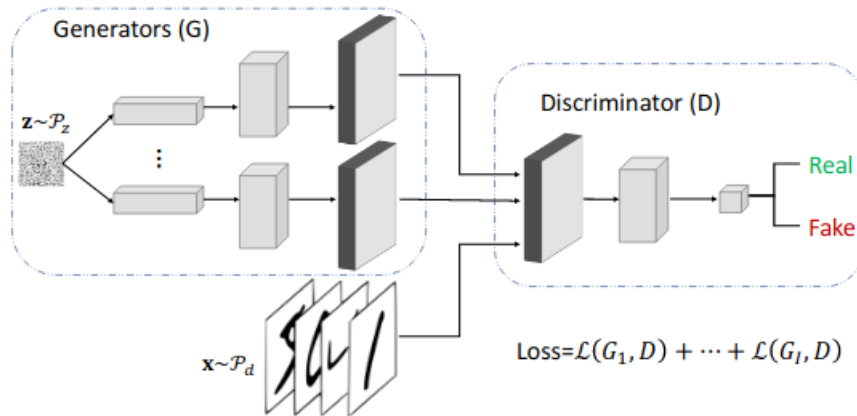 Generators (G)
𝐳~𝒫_z
⋮
Discriminator (D)
Real
Fake
𝐱~𝒫_d
Loss=ℒ(G_1, D) + ⋯ + ℒ(G_I, D)